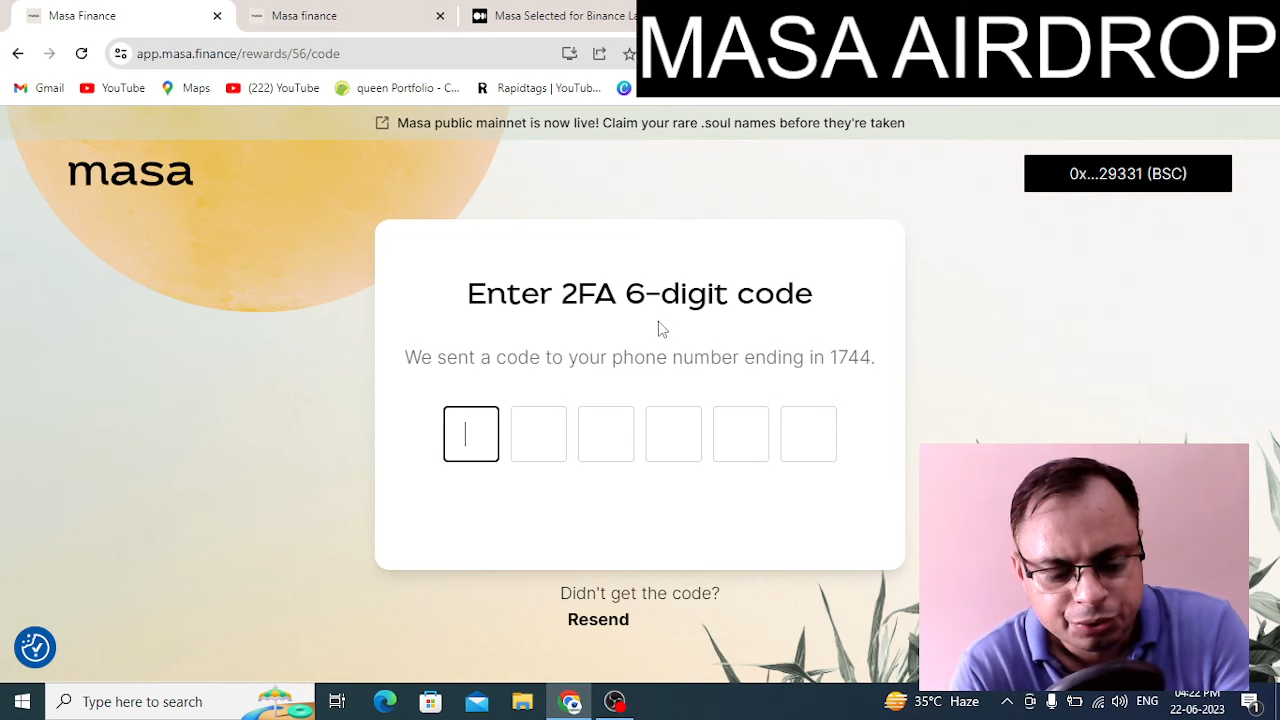 Masa Finance
Masa finance
Masa Selected for Binance La
MASA AIRDROP
app.masa.finance/rewards/56/code
Gmail
YouTube
Maps
(222) YouTube
queen Portfolio - C...
Rapidtags | YouTub...
Masa public mainnet is now live! Claim your rare .soul names before they're taken
masa
0x...29331 (BSC)
Enter 2FA 6-digit code
We sent a code to your phone number ending in 1744.
Didn't get the code?
Resend
Type here to search
35°C Haze
ENG
04:22 PM
22-06-2023